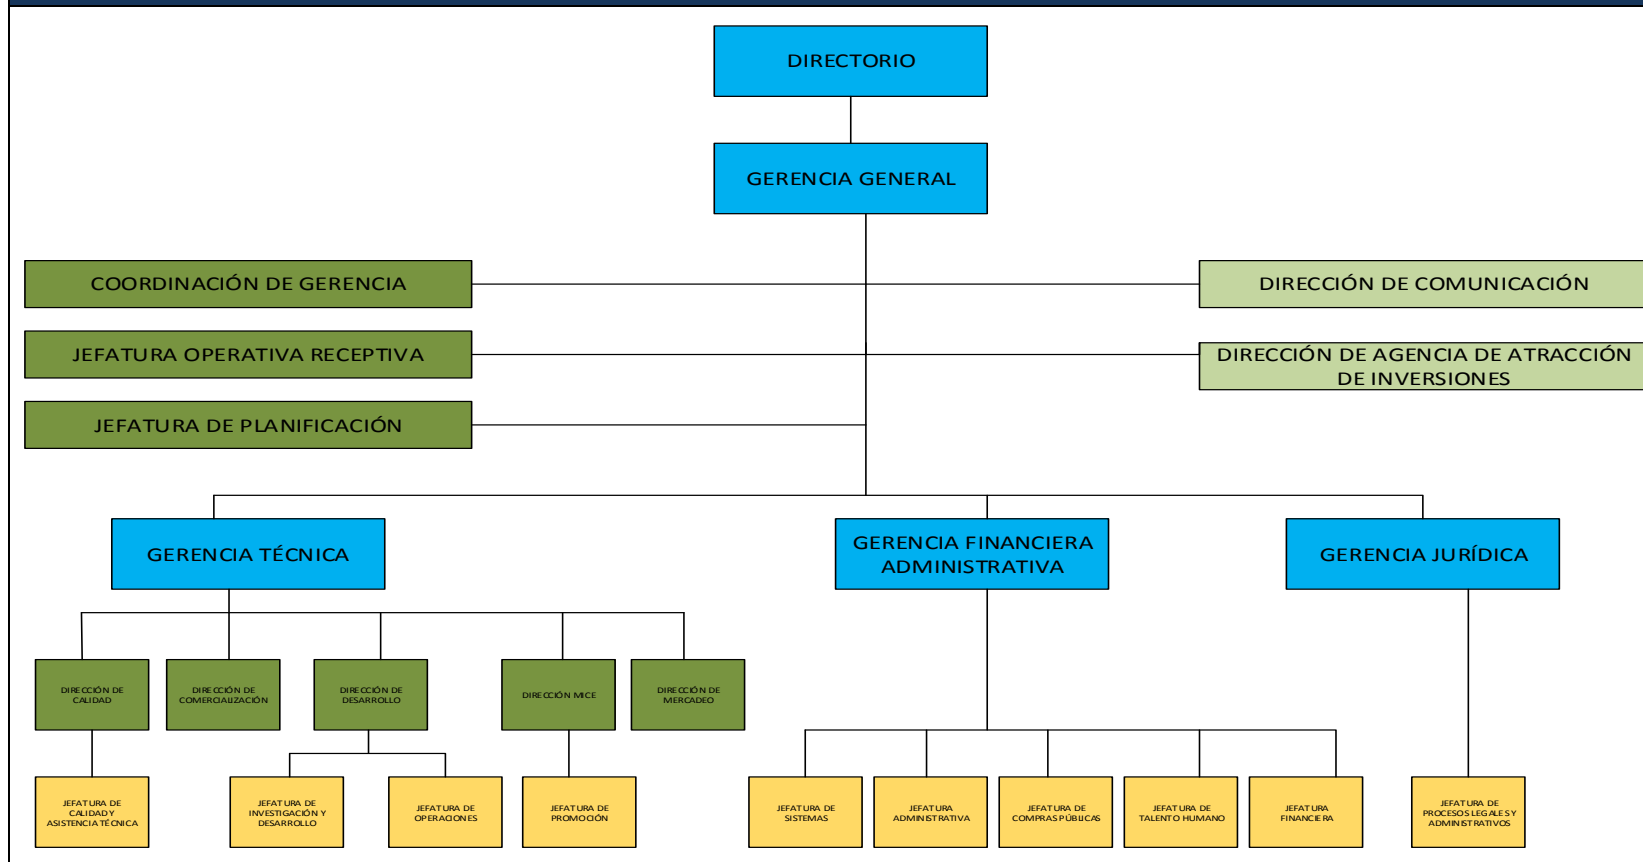 DIRECTORIO
GERENCIA GENERAL
COORDINACIÓN DE GERENCIA
DIRECCIÓN DE COMUNICACIÓN
JEFATURA OPERATIVA RECEPTIVA
DIRECCIÓN DE AGENCIA DE ATRACCIÓN
DE INVERSIONES
JEFATURA DE PLANIFICACIÓN
GERENCIA TÉCNICA
GERENCIA FINANCIERA
ADMINISTRATIVA
GERENCIA JURÍDICA
DIRECCIÓN DE
CALIDAD
DIRECCIÓN DE
COMERCIALIZACIÓN
DIRECCIÓN DE
DESARROLLO
DIRECCIÓN MICE
DIRECCIÓN DE
MERCADEO
JEFATURA DE
CALIDAD Y
ASISTENCIA TÉCNICA
JEFATURA DE
INVESTIGACIÓN Y
DESARROLLO
JEFATURA DE
OPERACIONES
JEFATURA DE
PROMOCIÓN
JEFATURA DE
SISTEMAS
JEFATURA
ADMINISTRATIVA
JEFATURA DE
COMPRAS PÚBLICAS
JEFATURA DE
TALENTO HUMANO
JEFATURA
FINANCIERA
JEFATURA DE
PROCESOS LEGALES Y
ADMINISTRATIVOS